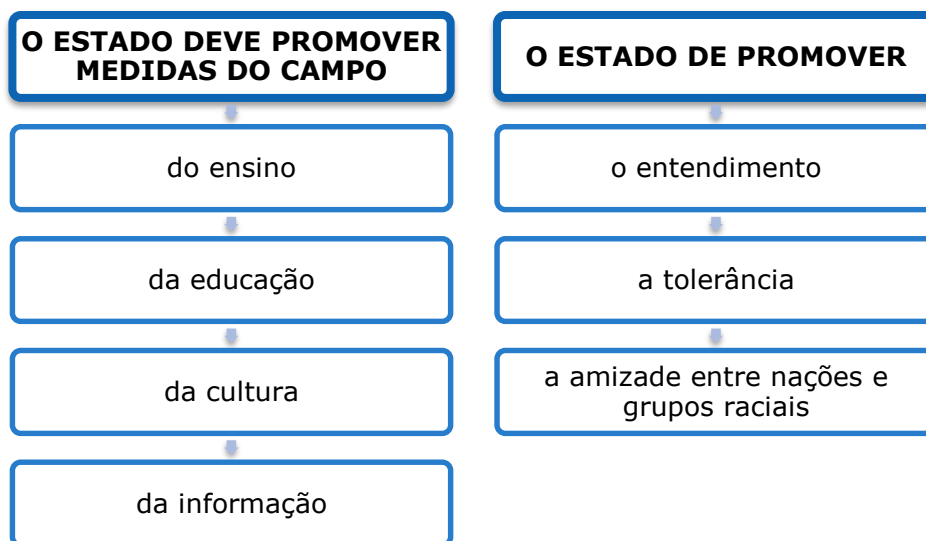 O ESTADO DEVE PROMOVER
MEDIDAS DO CAMPO
do ensino
da educação
da cultura
da informação
O ESTADO DE PROMOVER
o entendimento
a tolerância
a amizade entre nações e
grupos raciais